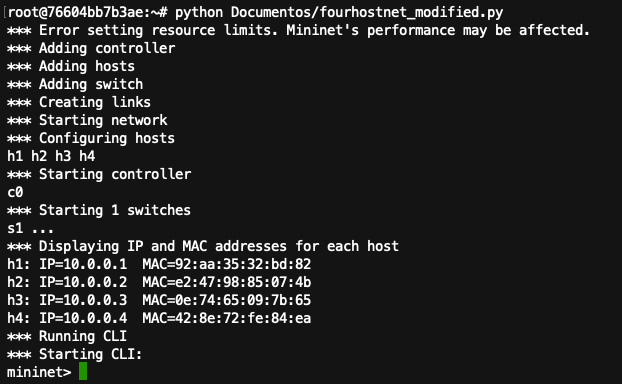 [root@76604bb7b3ae:~# python Documentos/fourhostnet_modified.py
*** Error setting resource limits. Mininet's performance may be affected.
*** Adding controller
*** Adding hosts
*** Adding switch
*** Creating links
*** Starting network
*** Configuring hosts
h1 h2 h3 h4
*** Starting controller
c0
*** Starting 1 switches
s1 ...
*** Displaying IP and MAC addresses for each host
h1: IP=10.0.0.1  MAC=92:aa:35:32:bd:82
h2: IP=10.0.0.2  MAC=e2:47:98:85:07:4b
h3: IP=10.0.0.3  MAC=0e:74:65:09:7b:65
h4: IP=10.0.0.4  MAC=42:8e:72:fe:84:ea
*** Running CLI
*** Starting CLI:
mininet>